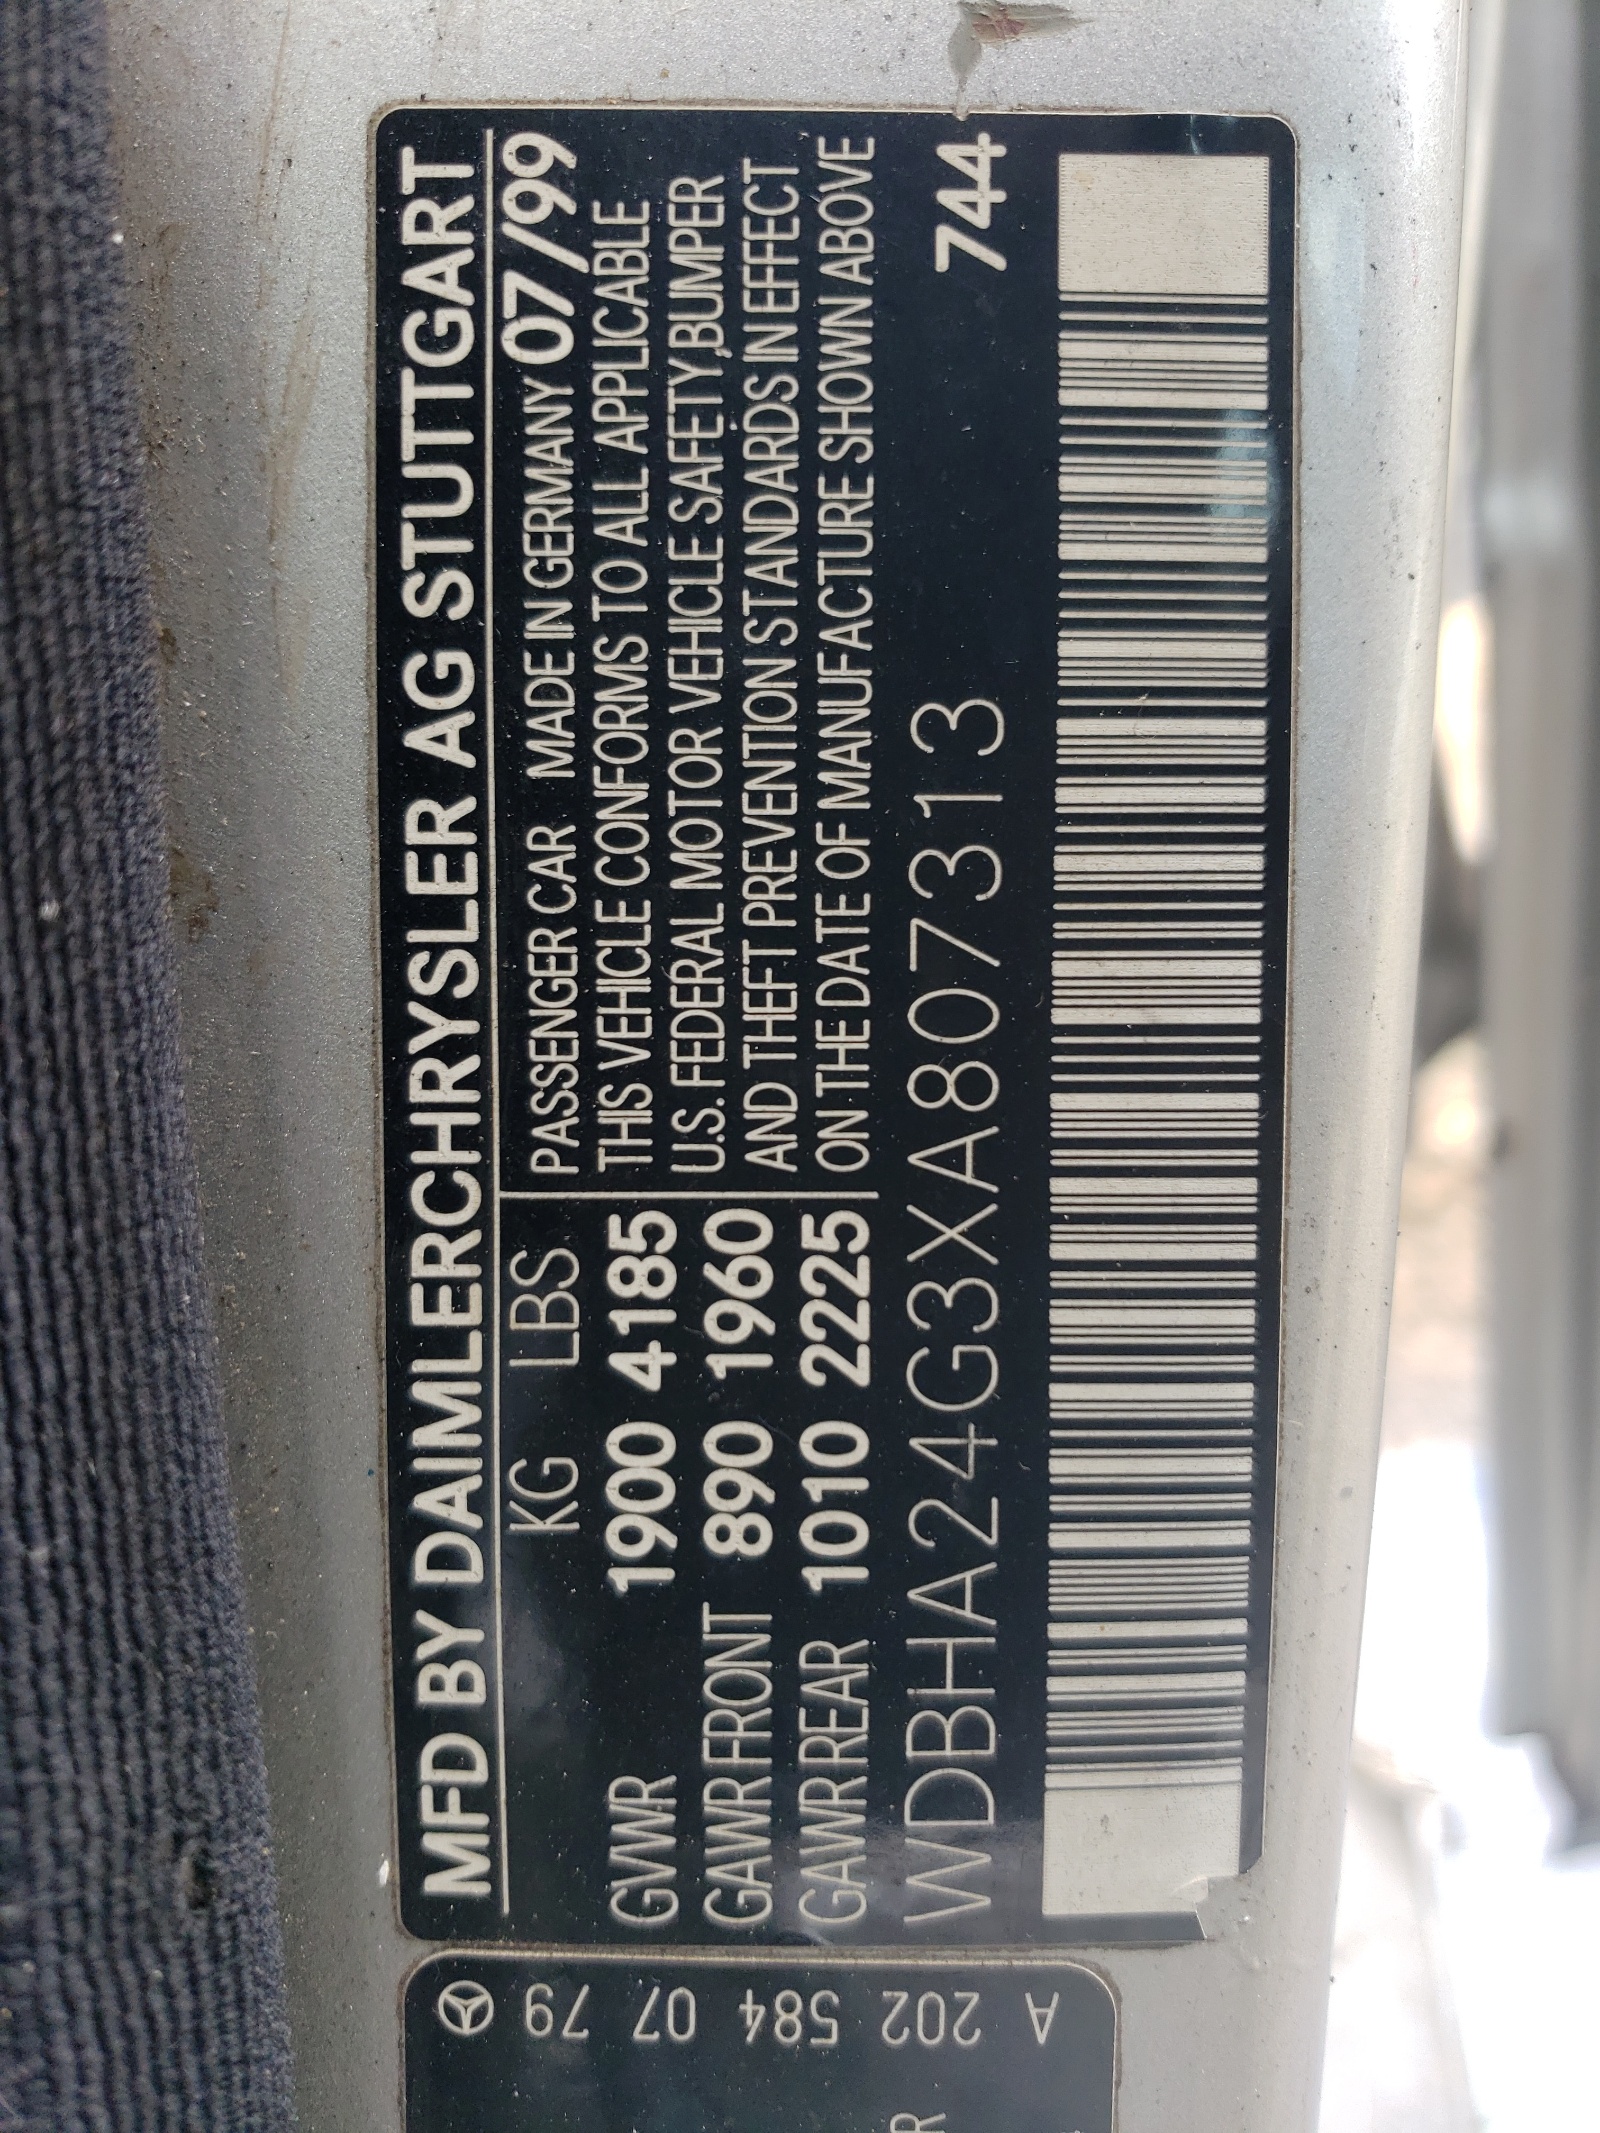 MFD BY DAIMLERCHRYSLER AG STUTTGART
KG LBS
GVWR 1900 4185
GAWR FRONT 890 1960
GAWR REAR 1010 2225
PASSENGER CAR MADE IN GERMANY 07/99
THIS VEHICLE CONFORMS TO ALL APPLICABLE
U.S. FEDERAL MOTOR VEHICLE SAFETY,BUMPER
AND THEFT PREVENTION STANDARDS IN EFFECT
ON THE DATE OF MANUFACTURE SHOWN ABOVE
WDBHA24G3XA807313 744
A 202 584 07 79